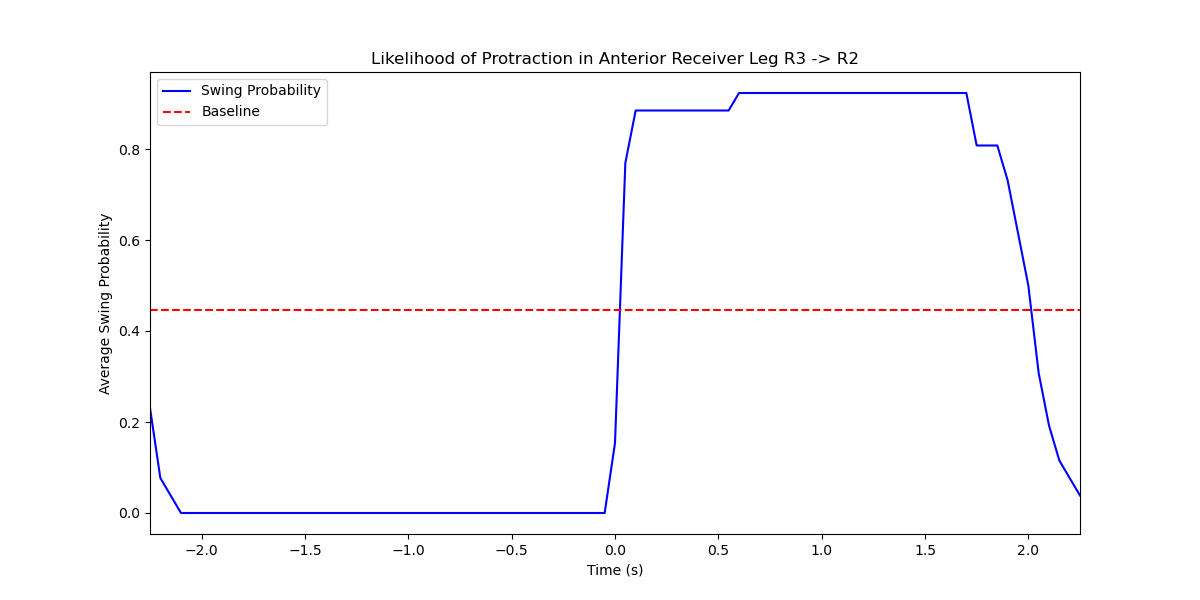 Likelihood of Protraction in Anterior Receiver Leg R3 -> R2
Swing Probability
Baseline
Average Swing Probability
0.8
0.6
0.4
0.2
0.0
−2.0 −1.5 −1.0 −0.5 0.0 0.5 1.0 1.5 2.0
Time (s)